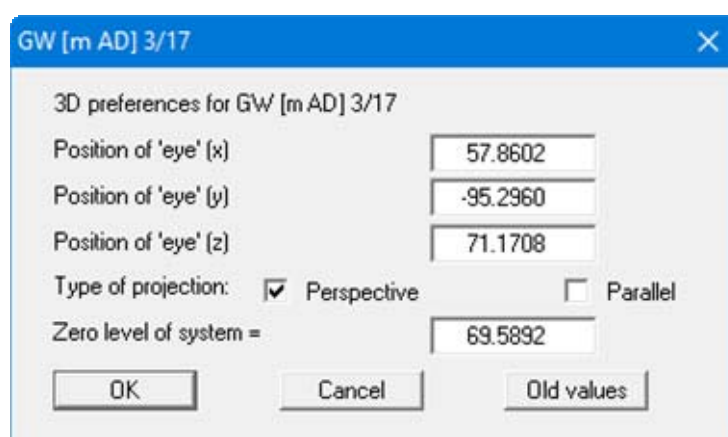 GW [m AD] 3/17
3D preferences for GW [m AD] 3/17
Position of 'eye' (x) 57.8602
Position of 'eye' (y) -95.2960
Position of 'eye' (z) 71.1708
Type of projection: Perspective Parallel
Zero level of system = 69.5892
OK Cancel Old values